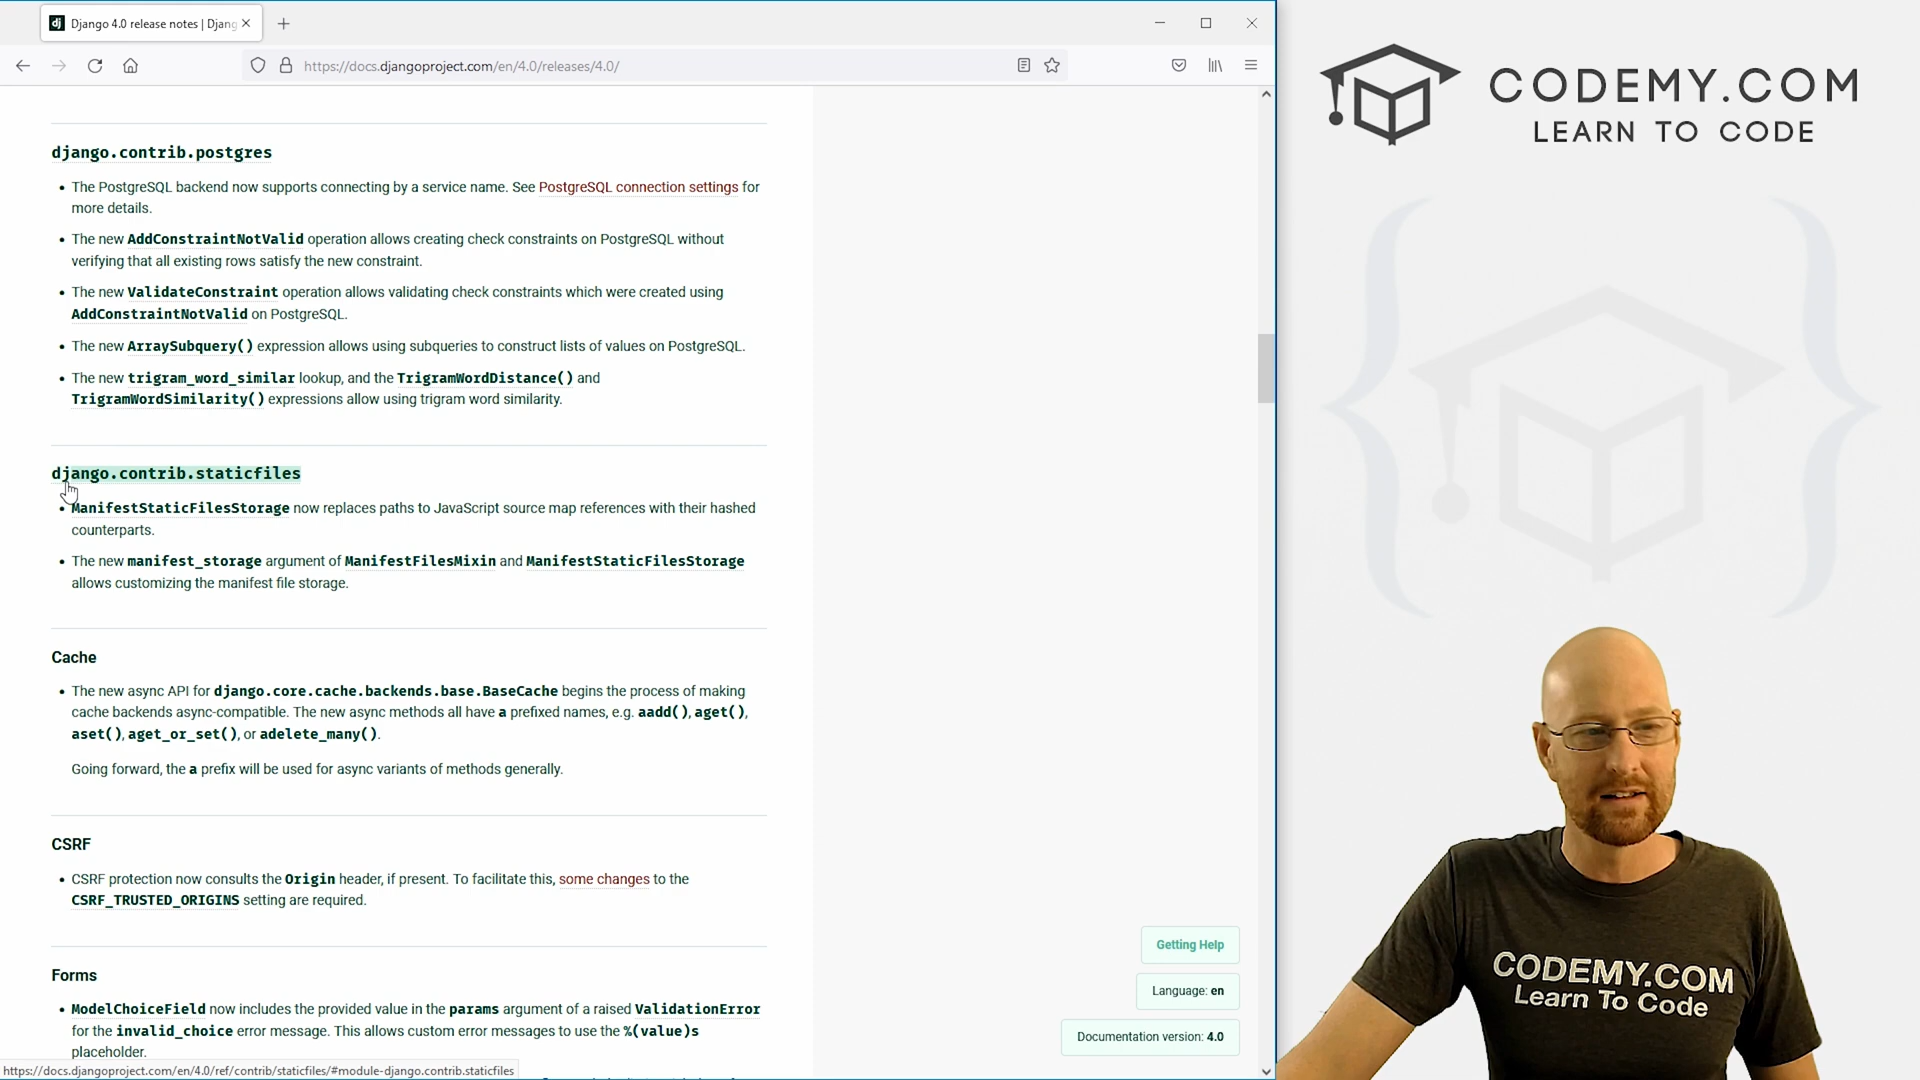 Django 4.0 release notes | Djang
https://docs.djangoproject.com/en/4.0/releases/4.0/
django.contrib.postgres
The PostgreSQL backend now supports connecting by a service name. See PostgreSQL connection settings for
more details.
The new AddConstraintNotValid operation allows creating check constraints on PostgreSQL without
verifying that all existing rows satisfy the new constraint.
The new ValidateConstraint operation allows validating check constraints which were created using
AddConstraintNotValid on PostgreSQL.
The new ArraySubquery() expression allows using subqueries to construct lists of values on PostgreSQL.
The new trigram_word_similar lookup, and the TrigramWordDistance() and
TrigramWordSimilarity() expressions allow using trigram word similarity.
django.contrib.staticfiles
ManifestStaticFilesStorage now replaces paths to JavaScript source map references with their hashed
counterparts.
The new manifest_storage argument of ManifestFilesMixin and ManifestStaticFilesStorage
allows customizing the manifest file storage.
Cache
The new async API for django.core.cache.backends.base.BaseCache begins the process of making
cache backends async-compatible. The new async methods all have a prefixed names, e.g. aadd(), aget(),
aset(), aget_or_set(), or adelete_many().
Going forward, the a prefix will be used for async variants of methods generally.
CSRF
CSRF protection now consults the Origin header, if present. To facilitate this, some changes to the
CSRF_TRUSTED_ORIGINS setting are required.
Forms
ModelChoiceField now includes the provided value in the params argument of a raised ValidationError
for the invalid_choice error message. This allows custom error messages to use the %(value)s
placeholder.
https://docs.djangoproject.com/en/4.0/ref/contrib/staticfiles/#module-django.contrib.staticfiles
Getting Help
Language: en
Documentation version: 4.0
CODEMY.COM
LEARN TO CODE
CODEMY.COM
Learn To Code